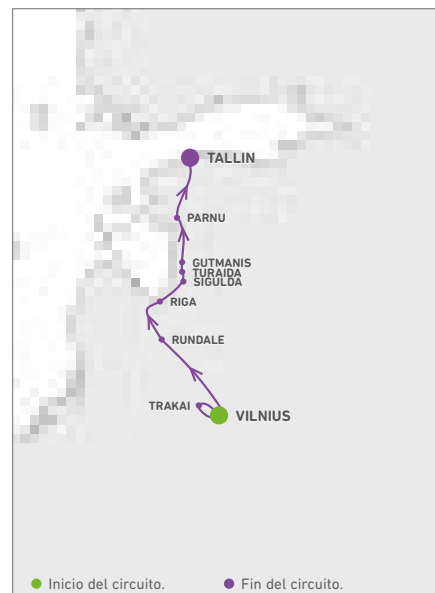 TALLIN
PARNU
GUTMANIS
TURAIDA
SIGULDA
RIGA
RUNDALE
TRAKAI
VILNIUS
Inicio del circuito.
Fin del circuito.